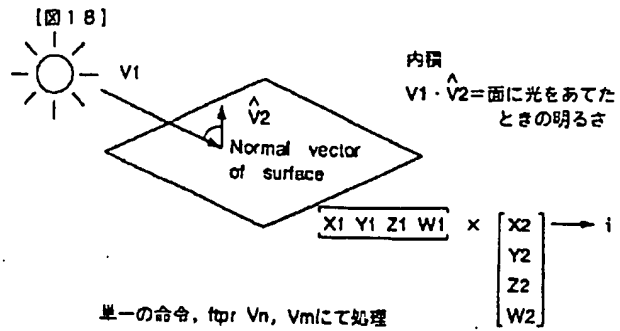 [図18]
V1
内積
V1・V̂2=面に光をあてた
ときの明るさ
V̂2
Normal vector
of surface
[X1 Y1 Z1 W1] × [X2 → i
Y2
Z2
W2]
単一の命令, ftpr Vn, Vmにて処理